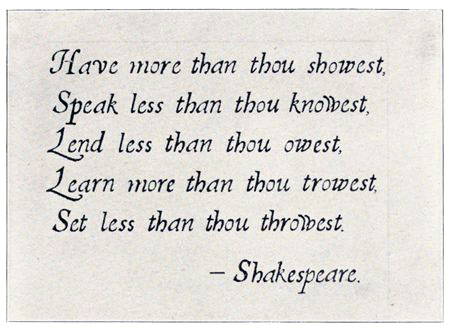 Have more than thou showest,
Speak less than thou knowest,
Lend less than thou owest,
Learn more than thou trowest,
Set less than thou throwest.
– Shakespeare.